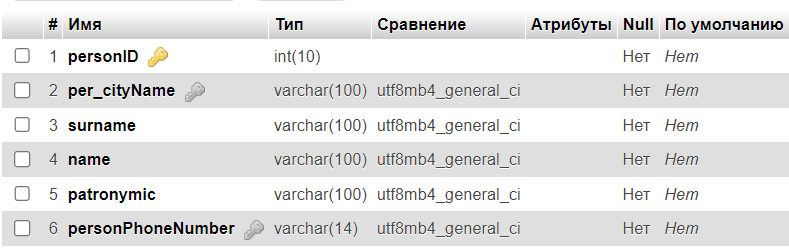 # Имя Тип Сравнение Атрибуты Null По умолчанию
1 personID int(10) Нет Нет
2 per_cityName varchar(100) utf8mb4_general_ci Нет Нет
3 surname varchar(100) utf8mb4_general_ci Нет Нет
4 name varchar(100) utf8mb4_general_ci Нет Нет
5 patronymic varchar(100) utf8mb4_general_ci Нет Нет
6 personPhoneNumber varchar(14) utf8mb4_general_ci Нет Нет